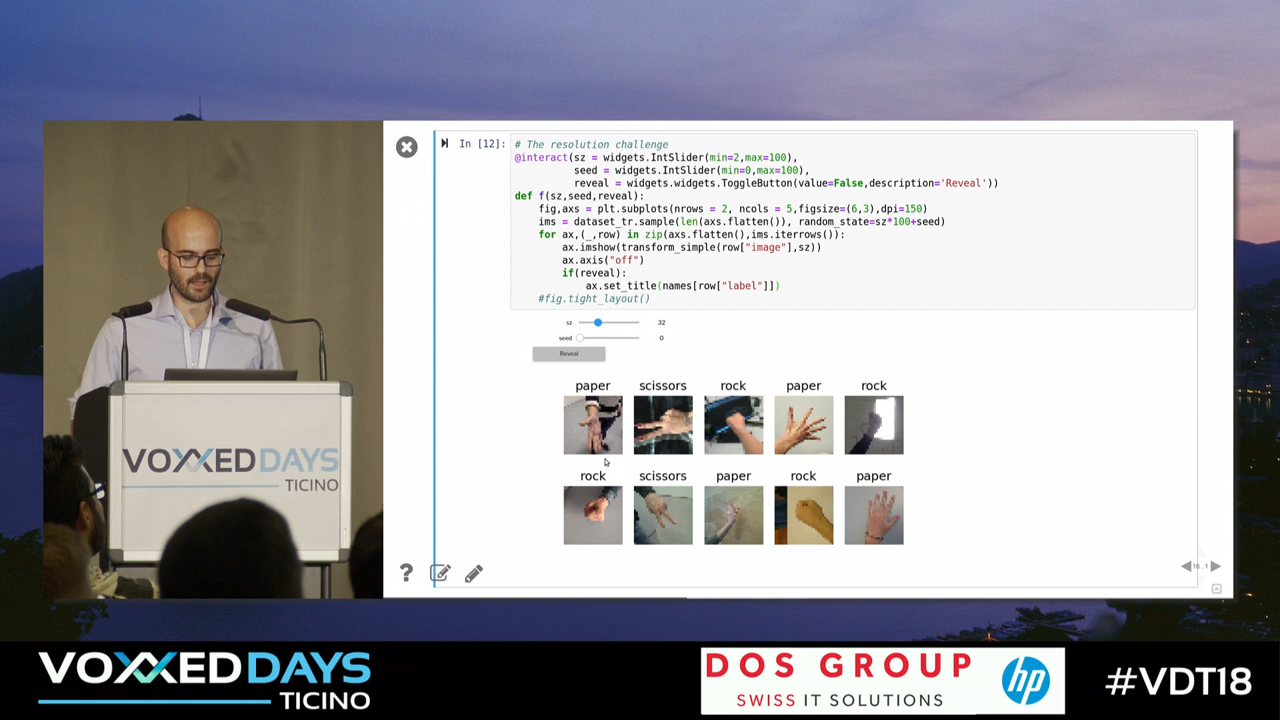 In [12]:
# The resolution challenge
@interact(sz = widgets.IntSlider(min=2,max=100),
seed = widgets.IntSlider(min=0,max=100),
reveal = widgets.widgets.ToggleButton(value=False,description='Reveal'))
def f(sz,seed,reveal):
fig,axs = plt.subplots(nrows = 2, ncols = 5,figsize=(6,3),dpi=150)
ims = dataset_tr.sample(len(axs.flatten()), random_state=sz*100+seed)
for ax,(_,row) in zip(axs.flatten(),ims.iterrows()):
ax.imshow(transform_simple(row["image"],sz))
ax.axis("off")
if(reveal):
ax.set_title(names[row["label"]])
#fig.tight_layout()
sz 32
seed 0
Reveal
paper scissors rock paper rock
rock scissors paper rock paper
?
16.1
VOXXED DAYS
TICINO
VOXXED DAYS
TICINO
DOS GROUP
SWISS IT SOLUTIONS
hp
#VDT18